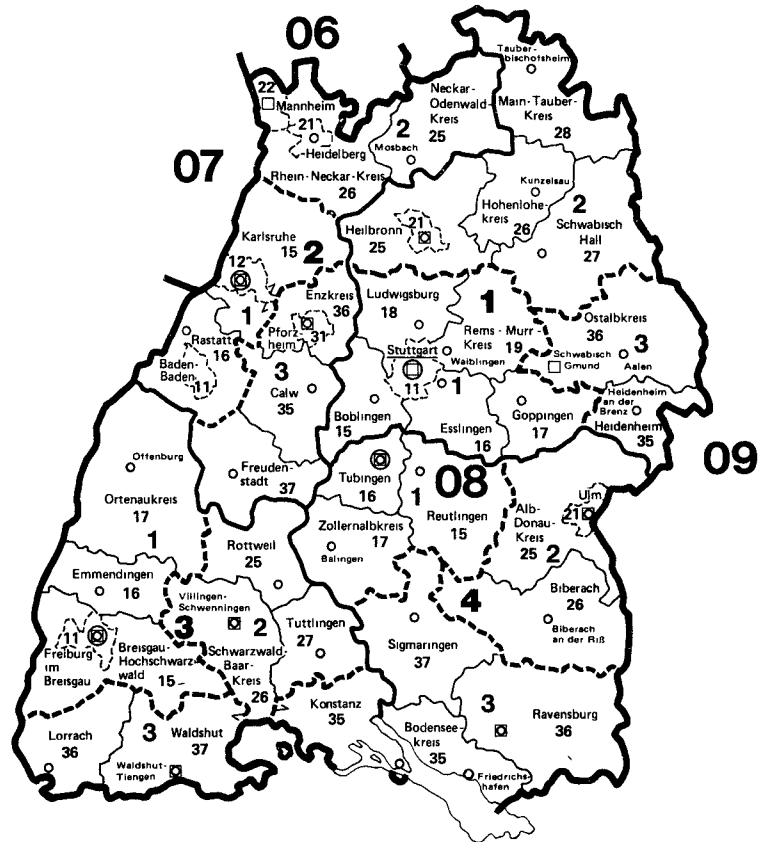 06
Tauber-
bischofsheim
22
Mannheim
Neckar-
Odenwald-
Kreis
25
Main-Tauber-
Kreis
28
21
Heidelberg
2
Mosbach
07
Rhein-Neckar-Kreis
26
Kunzelsau
Hohenlohe-
kreis
26
2
Schwabisch
Hall
27
Karlsruhe
15
2
Heilbronn
25
21
12
Enzkreis
36
Ludwigsburg
18
1
Rems-Murr-
Kreis
19
Ostalbkreis
36
3
Aalen
1
Rastatt
16
Pforz-
heim
31
Stuttgart
11
Waiblingen
Schwabisch
Gmund
Baden-
Baden
11
3
Calw
35
Boblingen
15
1
Esslingen
16
Goppingen
17
Heidenheim
an der
Brenz
Heidenheim
35
09
Offenburg
Ortenaukreis
17
1
Freuden-
stadt
37
Tubingen
16
08
1
Reutlingen
15
Ulm
21
Alb-
Donau-
Kreis
25
2
Zollernalbkreis
17
Balingen
Rottweil
25
Emmendingen
16
Villingen-
Schwenningen
3
2
Schwarzwald-
Baar-
Kreis
26
Tuttlingen
27
4
Biberach
26
Biberach
an der Riß
Sigmaringen
37
11
Freiburg
im
Breisgau
Breisgau-
Hochschwarz-
wald
15
Lorrach
36
3
Waldshut
37
Waldshut-
Tiengen
Konstanz
35
Bodensee-
kreis
35
Friedrichs-
hafen
3
Ravensburg
36